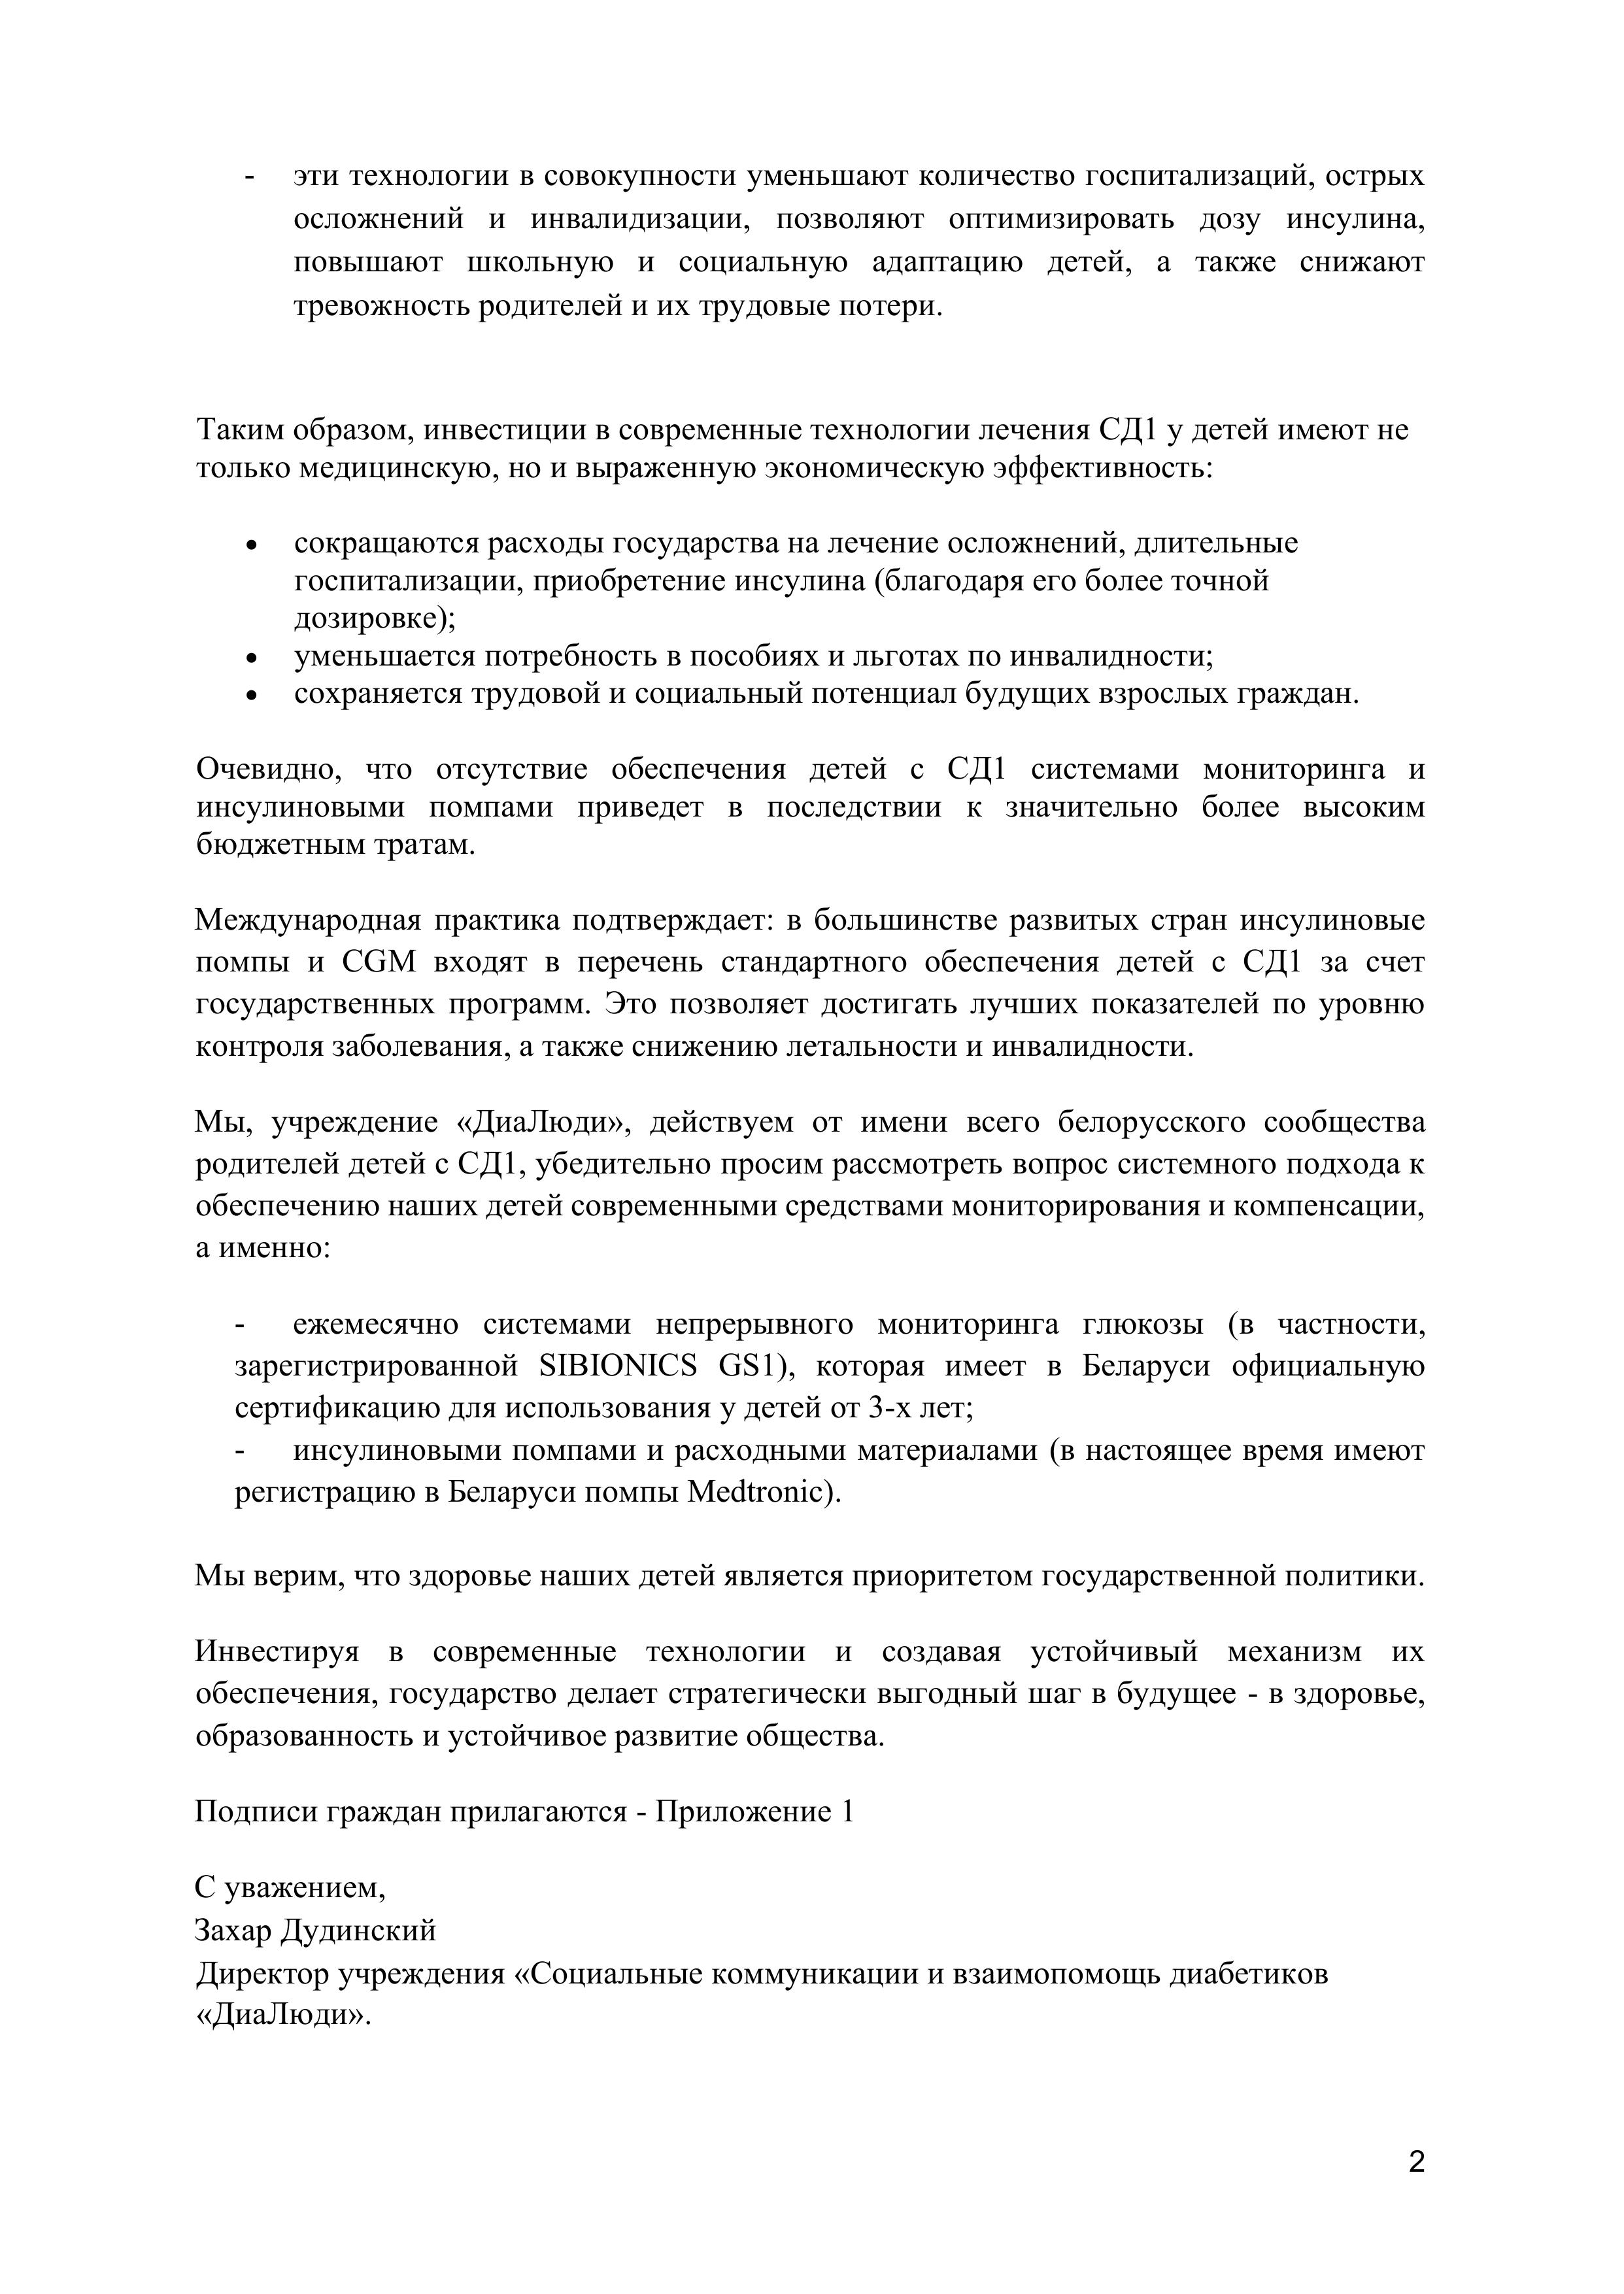 - эти технологии в совокупности уменьшают количество госпитализаций, острых
осложнений и инвалидизации, позволяют оптимизировать дозу инсулина,
повышают школьную и социальную адаптацию детей, а также снижают
тревожность родителей и их трудовые потери.
Таким образом, инвестиции в современные технологии лечения СД1 у детей имеют не
только медицинскую, но и выраженную экономическую эффективность:
• сокращаются расходы государства на лечение осложнений, длительные
госпитализации, приобретение инсулина (благодаря его более точной
дозировке);
• уменьшается потребность в пособиях и льготах по инвалидности;
• сохраняется трудовой и социальный потенциал будущих взрослых граждан.
Очевидно, что отсутствие обеспечения детей с СД1 системами мониторинга и
инсулиновыми помпами приведет в последствии к значительно более высоким
бюджетным тратам.
Международная практика подтверждает: в большинстве развитых стран инсулиновые
помпы и CGM входят в перечень стандартного обеспечения детей с СД1 за счет
государственных программ. Это позволяет достигать лучших показателей по уровню
контроля заболевания, а также снижению летальности и инвалидности.
Мы, учреждение «ДиаЛюди», действуем от имени всего белорусского сообщества
родителей детей с СД1, убедительно просим рассмотреть вопрос системного подхода к
обеспечению наших детей современными средствами мониторирования и компенсации,
а именно:
- ежемесячно системами непрерывного мониторинга глюкозы (в частности,
зарегистрированной SIBIONICS GS1), которая имеет в Беларуси официальную
сертификацию для использования у детей от 3-х лет;
- инсулиновыми помпами и расходными материалами (в настоящее время имеют
регистрацию в Беларуси помпы Medtronic).
Мы верим, что здоровье наших детей является приоритетом государственной политики.
Инвестируя в современные технологии и создавая устойчивый механизм их
обеспечения, государство делает стратегически выгодный шаг в будущее - в здоровье,
образованность и устойчивое развитие общества.
Подписи граждан прилагаются - Приложение 1
С уважением,
Захар Дудинский
Директор учреждения «Социальные коммуникации и взаимопомощь диабетиков
«ДиаЛюди».
2